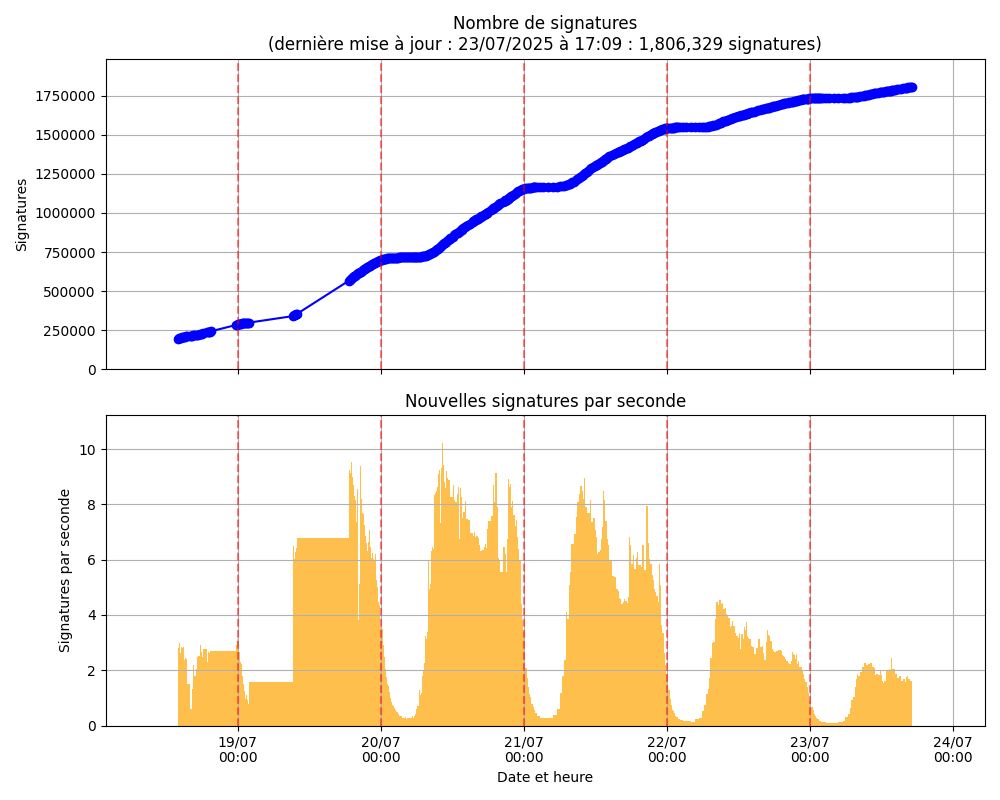 Nombre de signatures
(dernière mise à jour : 23/07/2025 à 17:09 : 1,806,329 signatures)
1750000
1500000
1250000
1000000
750000
500000
250000
0
Signatures
Nouvelles signatures par seconde
10
8
6
4
2
0
Signatures par seconde
19/07 20/07 21/07 22/07 23/07 24/07
00:00 00:00 00:00 00:00 00:00 00:00
Date et heure